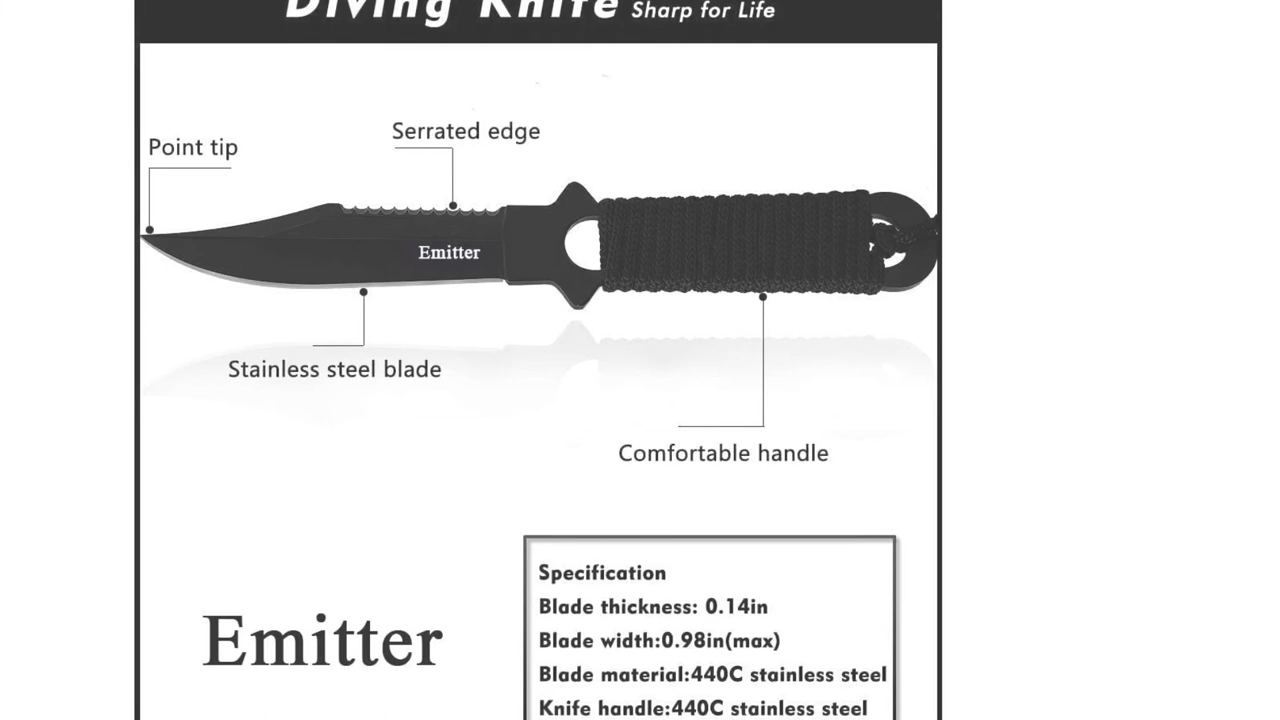 Diving Knife Sharp for Life
Serrated edge
Point tip
Emitter
Stainless steel blade
Comfortable handle
Specification
Blade thickness: 0.14in
Blade width:0.98in(max)
Emitter
Blade material:440C stainless steel
Knife handle:440C stainless steel